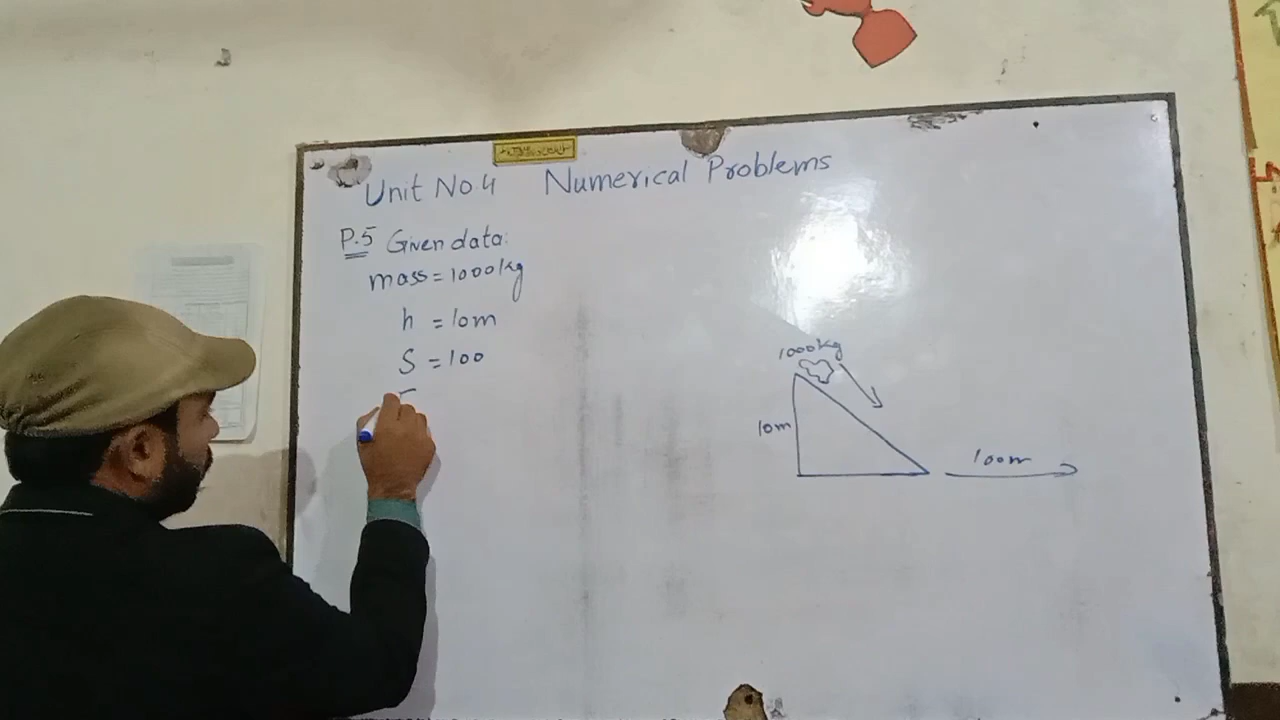 Unit No.4 Numerical Problems
P.5 Given data:
mass = 1000kg
h = 10m
S = 100
1000kg
10m
100m